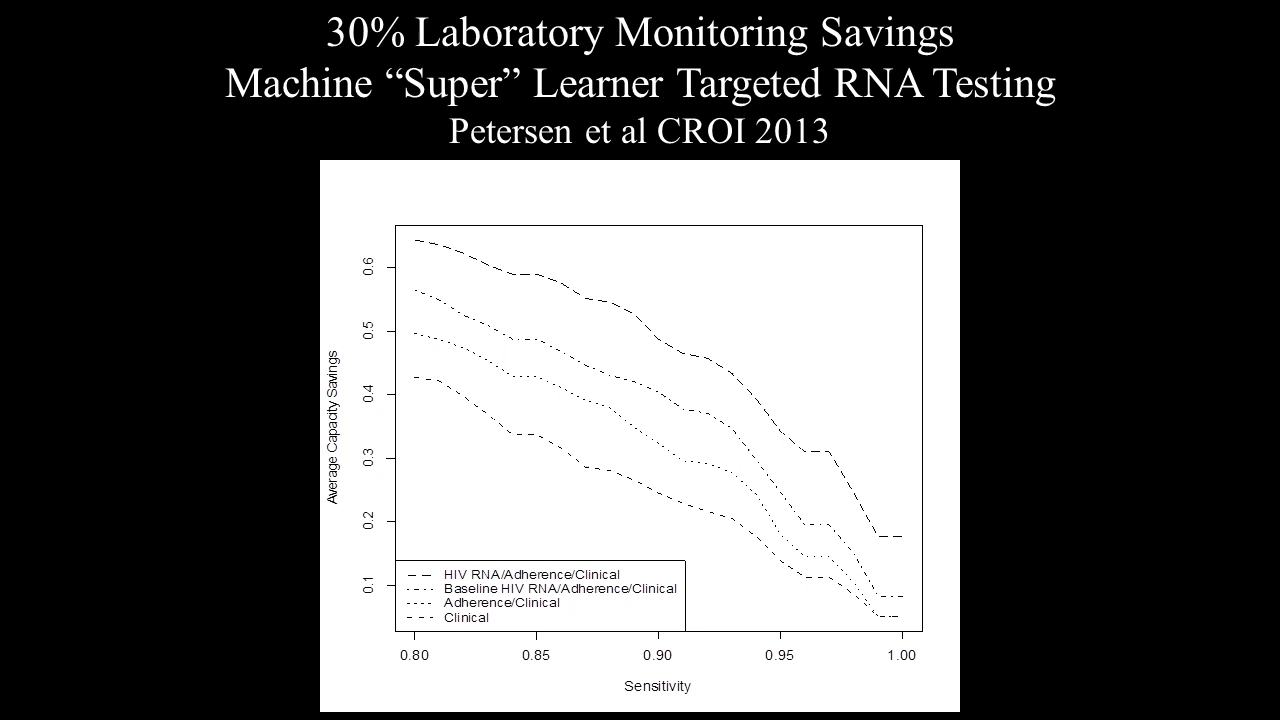 30% Laboratory Monitoring Savings
Machine “Super” Learner Targeted RNA Testing
Petersen et al CROI 2013
Average Capacity Savings
0.6
0.5
0.4
0.3
0.2
0.1
HIV RNA/Adherence/Clinical
Baseline HIV RNA/Adherence/Clinical
Adherence/Clinical
Clinical
0.80 0.85 0.90 0.95 1.00
Sensitivity